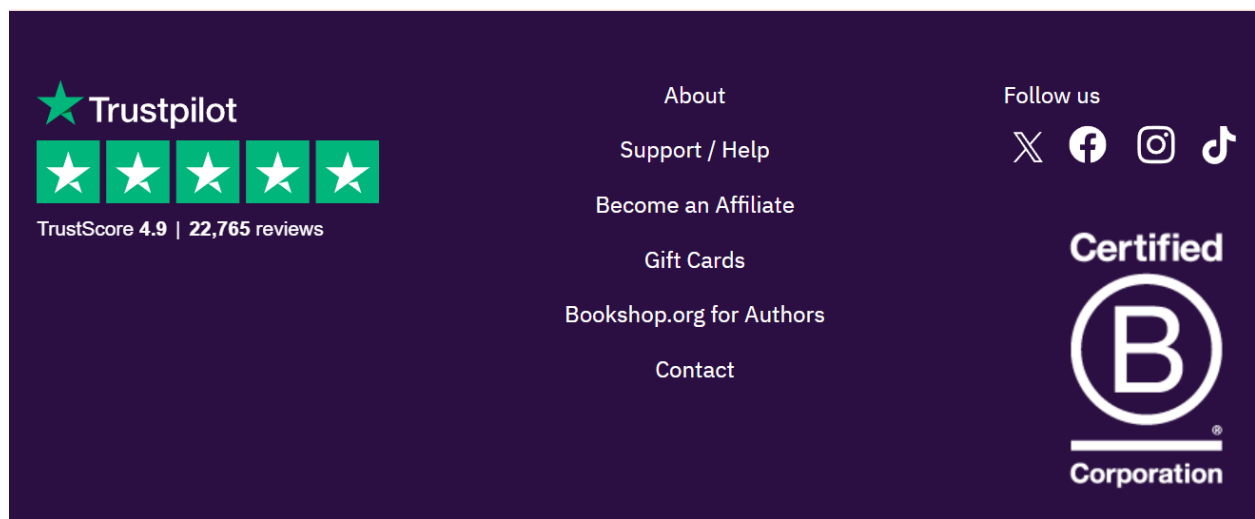 Trustpilot
TrustScore 4.9 | 22,765 reviews
About
Support / Help
Become an Affiliate
Gift Cards
Bookshop.org for Authors
Contact
Follow us
Certified
B
®
Corporation